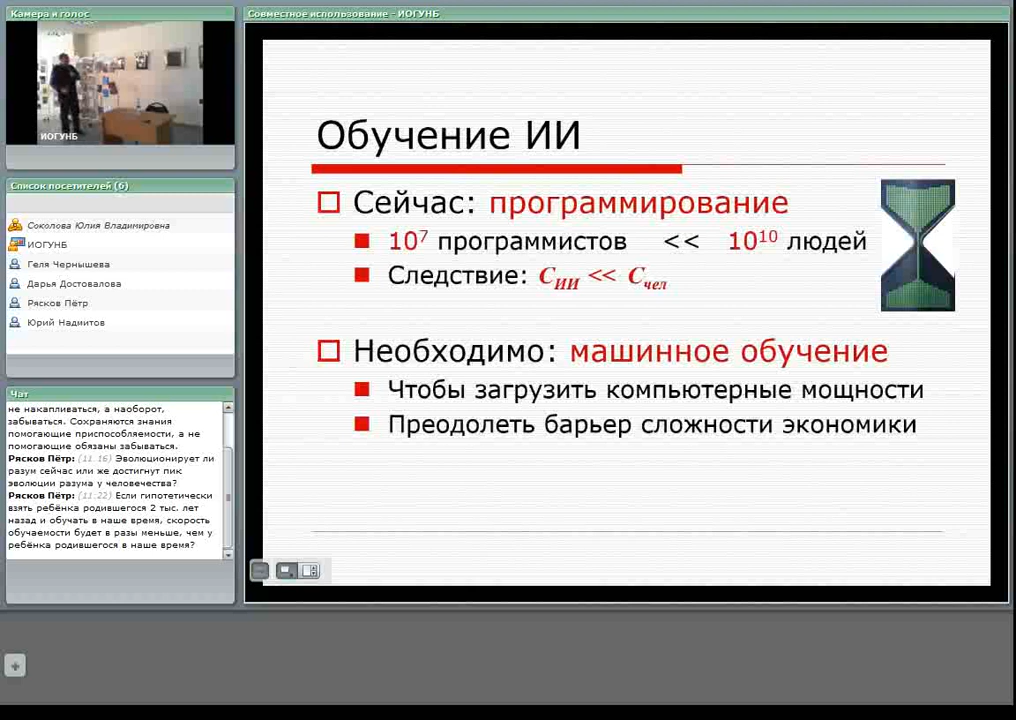 Камера и голос
ИОГУНБ
Список посетителей (6)
Соколова Юлия Владимировна
ИОГУНБ
Геля Чернышева
Дарья Достовалова
Рясков Пётр
Юрий Надмитов
Чат
не накапливаться, а наоборот,
забываться. Сохраняются знания
помогающие приспособляемости, а не
помогающие обязаны забываться.
Рясков Пётр: (11:16) Эволюционирует ли
разум сейчас или же достигнут пик
эволюции разума у человечества?
Рясков Пётр: (11:22) Если гипотетически
взять ребёнка родившегося 2 тыс. лет
назад и обучать в наше время, скорость
обучаемости будет в разы меньше, чем у
ребёнка родившегося в наше время?
Совместное использование - ИОГУНБ
Обучение ИИ
Сейчас: программирование
10⁷ программистов << 10¹⁰ людей
Следствие: Cии << Cчел
Необходимо: машинное обучение
Чтобы загрузить компьютерные мощности
Преодолеть барьер сложности экономики